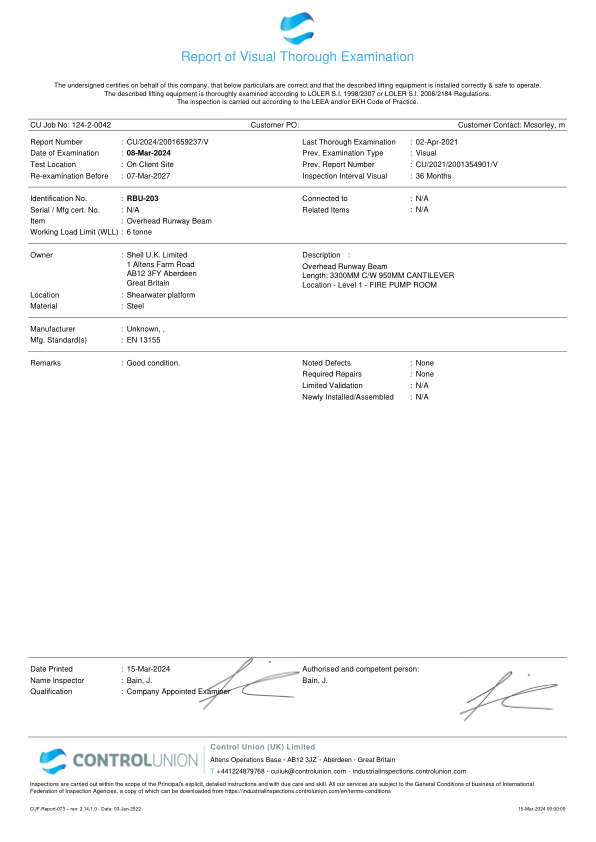 Report of Visual Thorough Examination
The undersigned certifies on behalf of this company, that below particulars are correct and that the described lifting equipment is installed correctly & safe to operate.
The described lifting equipment is thoroughly examined according to LOLER S.I. 1998/2307 or LOLER S.I. 2006/2184 Regulations.
The inspection is carried out according to the LEEA and/or EKH Code of Practice.
CU Job No: 124-2-0042 Customer PO: Customer Contact: Mcsorley, m
Report Number : CU/2024/2001659237/V Last Thorough Examination : 02-Apr-2021
Date of Examination : 08-Mar-2024 Prev. Examination Type : Visual
Test Location : On Client Site Prev. Report Number : CU/2021/2001354901/V
Re-examination Before : 07-Mar-2027 Inspection Interval Visual : 36 Months
Identification No. : RBU-203 Connected to : N/A
Serial / Mfg cert. No. : N/A Related Items : N/A
Item : Overhead Runway Beam
Working Load Limit (WLL) : 6 tonne
Owner : Shell U.K. Limited Description :
1 Altens Farm Road Overhead Runway Beam
AB12 3FY Aberdeen Length: 3300MM C/W 950MM CANTILEVER
Great Britain Location - Level 1 - FIRE PUMP ROOM
Location : Shearwater platform
Material : Steel
Manufacturer : Unknown, ,
Mfg. Standard(s) : EN 13155
Remarks : Good condition. Noted Defects : None
Required Repairs : None
Limited Validation : N/A
Newly Installed/Assembled : N/A
Date Printed : 15-Mar-2024 Authorised and competent person:
Name Inspector : Bain, J. Bain, J.
Qualification : Company Appointed Examiner
CONTROLUNION
Control Union (UK) Limited
Altens Operations Base · AB12 3JZ · Aberdeen · Great Britain
T +441224879768 · cuiiuk@controlunion.com · industrialinspections.controlunion.com
Inspections are carried out within the scope of the Principal's explicit, detailed instructions and with due care and skill. All our services are subject to the General Conditions of business of International
Federation of Inspection Agencies, a copy of which can be downloaded from https://industrialinspections.controlunion.com/en/terms-conditions
CUF-Report-073 – rev: 2.14.1.0 - Date: 03-Jun-2022 15-Mar-2024 00:00:00